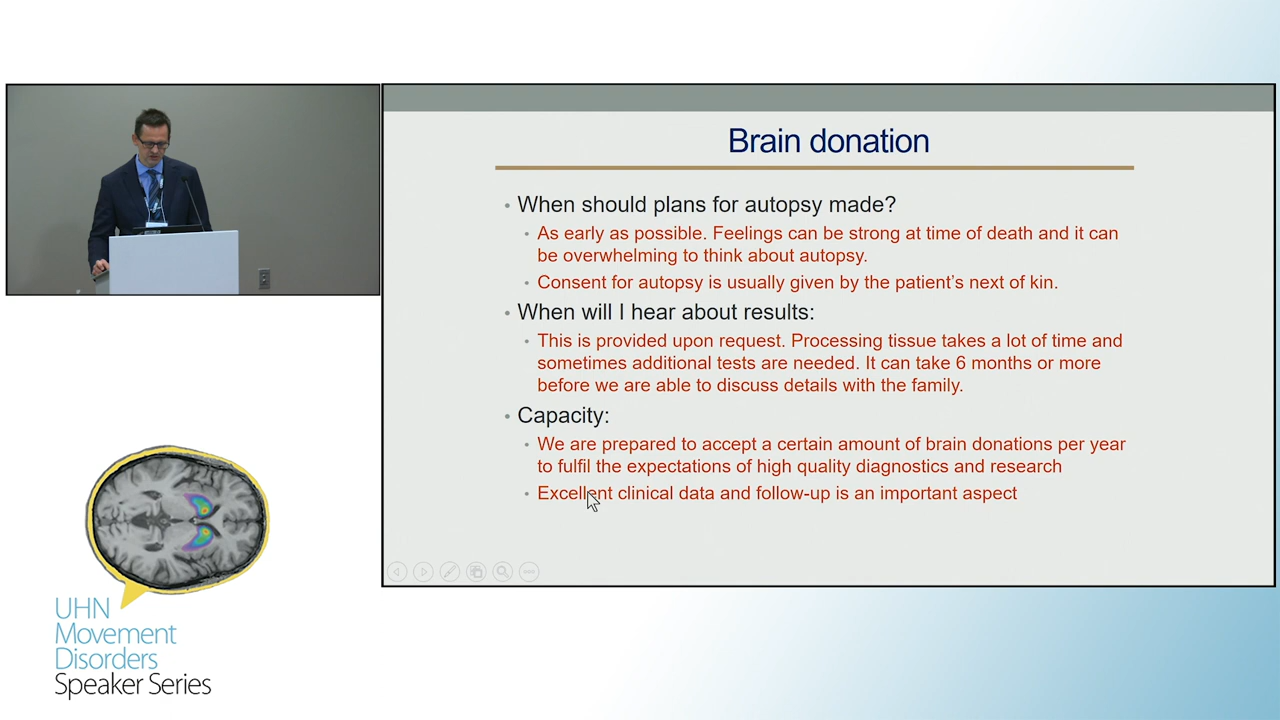 Brain donation
When should plans for autopsy made?
As early as possible. Feelings can be strong at time of death and it can
be overwhelming to think about autopsy.
Consent for autopsy is usually given by the patient's next of kin.
When will I hear about results:
This is provided upon request. Processing tissue takes a lot of time and
sometimes additional tests are needed. It can take 6 months or more
before we are able to discuss details with the family.
Capacity:
We are prepared to accept a certain amount of brain donations per year
to fulfil the expectations of high quality diagnostics and research
Excellent clinical data and follow-up is an important aspect
UHN
Movement
Disorders
Speaker Series